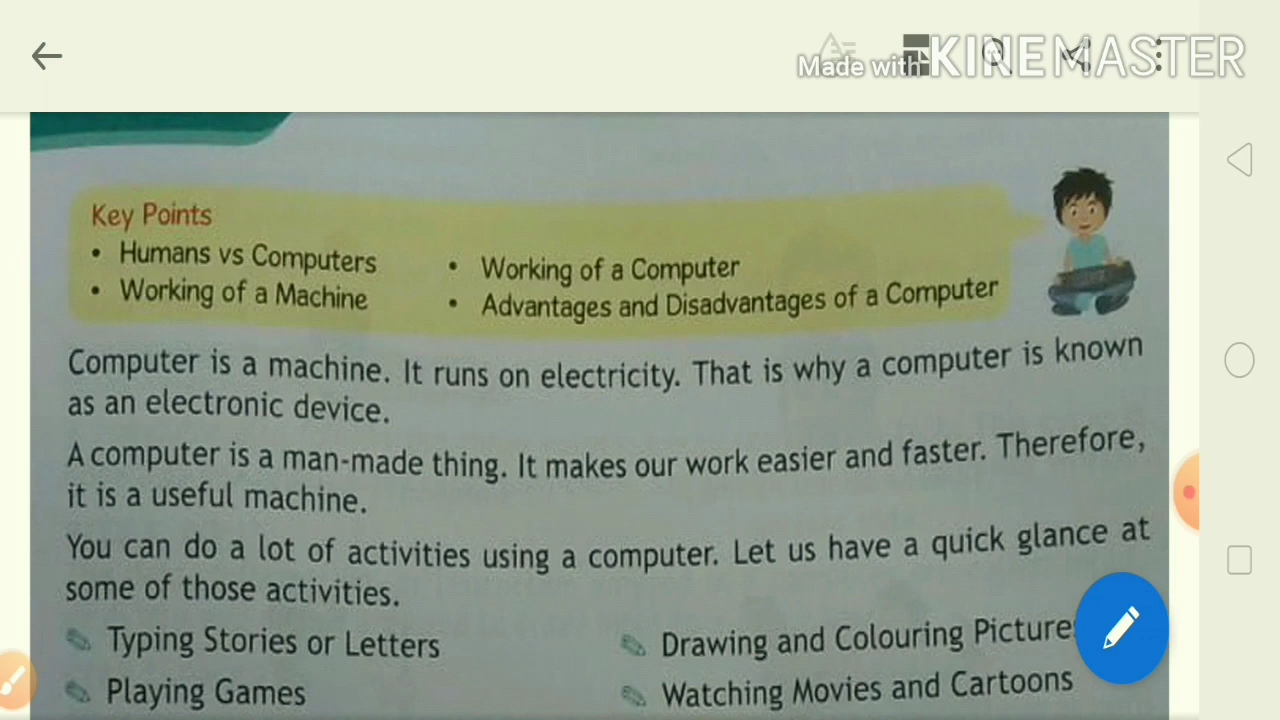 Made with KINEMASTER
Key Points
• Humans vs Computers
• Working of a Machine
• Working of a Computer
• Advantages and Disadvantages of a Computer
Computer is a machine. It runs on electricity. That is why a computer is known
as an electronic device.
A computer is a man-made thing. It makes our work easier and faster. Therefore,
it is a useful machine.
You can do a lot of activities using a computer. Let us have a quick glance at
some of those activities.
Typing Stories or Letters
Drawing and Colouring Picture
Playing Games
Watching Movies and Cartoons